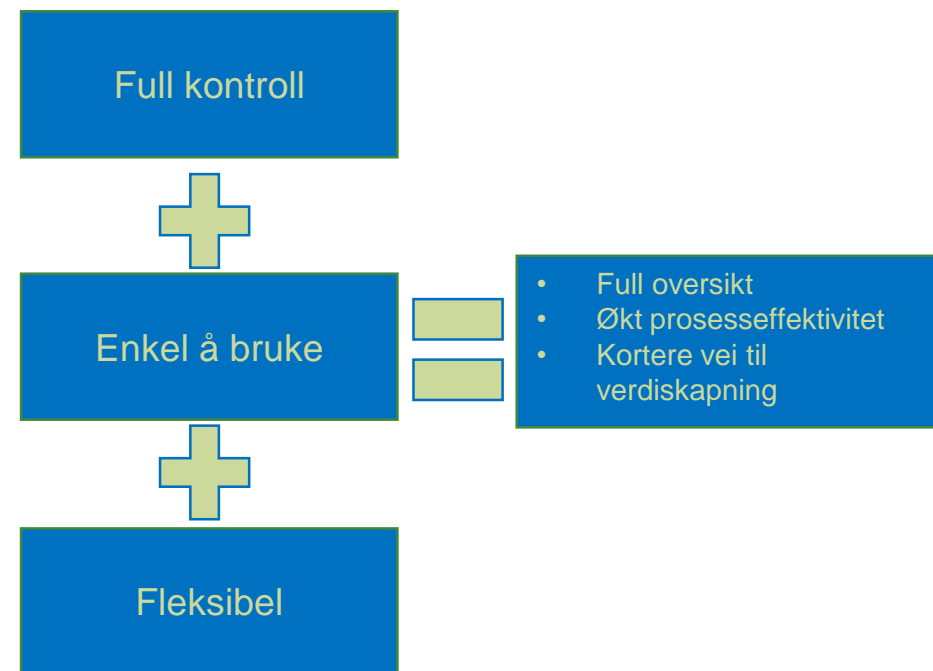 Full kontroll
Enkel å bruke
• Full oversikt
• Økt prosesseffektivitet
• Kortere vei til
verdiskapning
Fleksibel